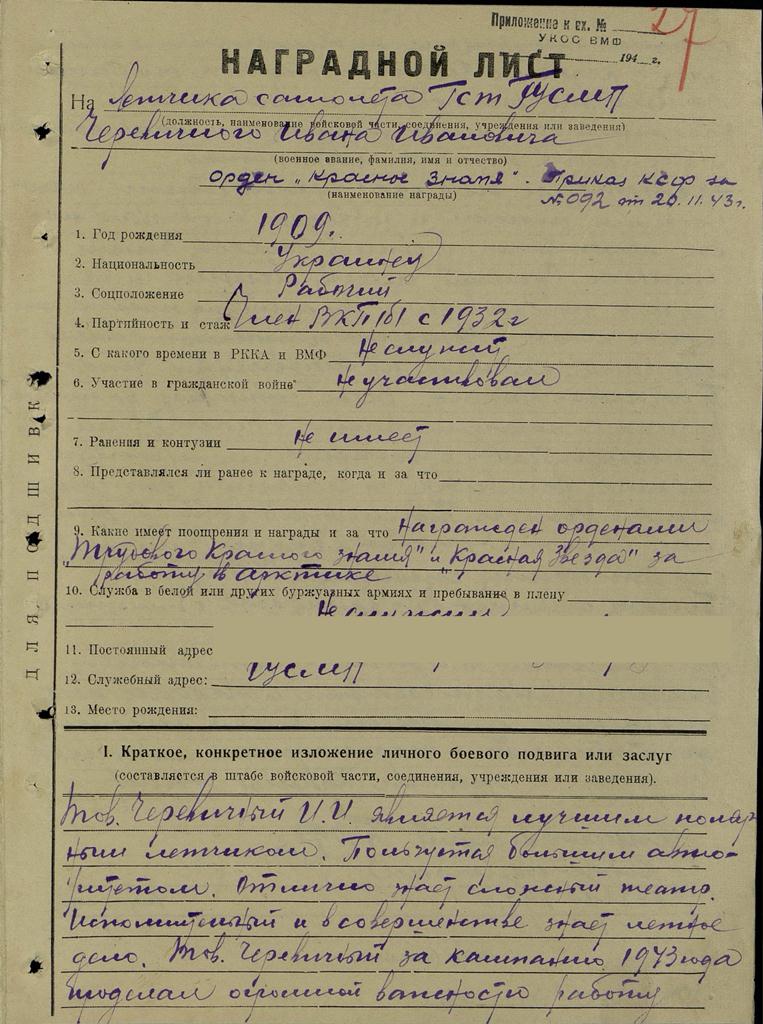 Приложение к вх. №
27
УКОС ВМФ
194 г.
НАГРАДНОЙ ЛИСТ
На летчика самолёта Гст ГУСМП
(должность, наименование войсковой части, соединения, учреждения или заведения)
Черевичного Ивана Ивановича
(военное звание, фамилия, имя и отчество)
орден „Красное знамя". Приказ КСФ за
(наименование награды)
№ 092 от 20.11.43г.
1. Год рождения 1909г.
2. Национальность Украинец
3. Соцположение Рабочий
4. Партийность и стаж Член ВКП(б) с 1932г
5. С какого времени в РККА и ВМФ Не служит
6. Участие в гражданской войне Не участвовал
7. Ранения и контузии Не имеет
8. Представлялся ли ранее к награде, когда и за что
9. Какие имеет поощрения и награды и за что Награжден орденами
„Трудового Красного знамя" и „Красная Звезда" за
работу в арктике
10. Служба в белой или других буржуазных армиях и пребывание в плену
Не
11. Постоянный адрес
12. Служебный адрес: ГУСМП
13. Место рождения:
ДЛЯ ПОДШИВКИ
I. Краткое, конкретное изложение личного боевого подвига или заслуг
(составляется в штабе войсковой части, соединения, учреждения или заведения).
Тов. Черевичный И.И. является лучшим поляр-
ным летчиком. Пользуется большим авто-
ритетом. Отлично знает сложный театр.
Исполнительный и в совершенстве знает летное
дело. Тов. Черевичный за кампанию 1943 года
проделал огромной важности работу